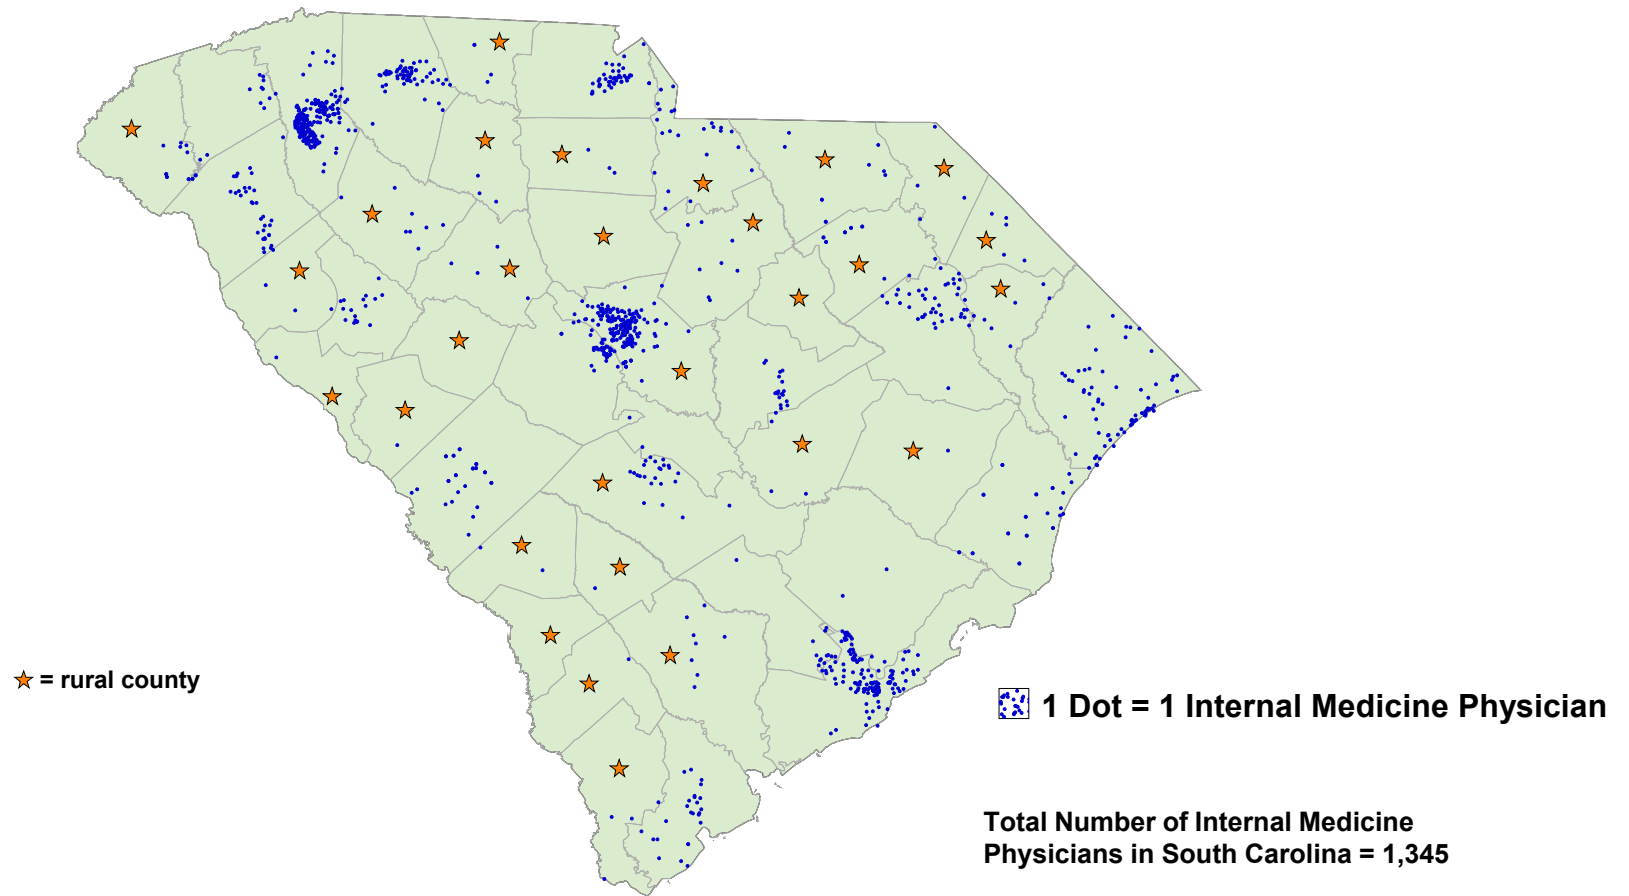 = rural county
1 Dot = 1 Internal Medicine Physician
Total Number of Internal Medicine
Physicians in South Carolina = 1,345